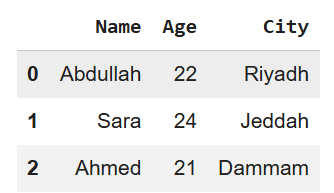 Name Age City
0 Abdullah 22 Riyadh
1 Sara 24 Jeddah
2 Ahmed 21 Dammam